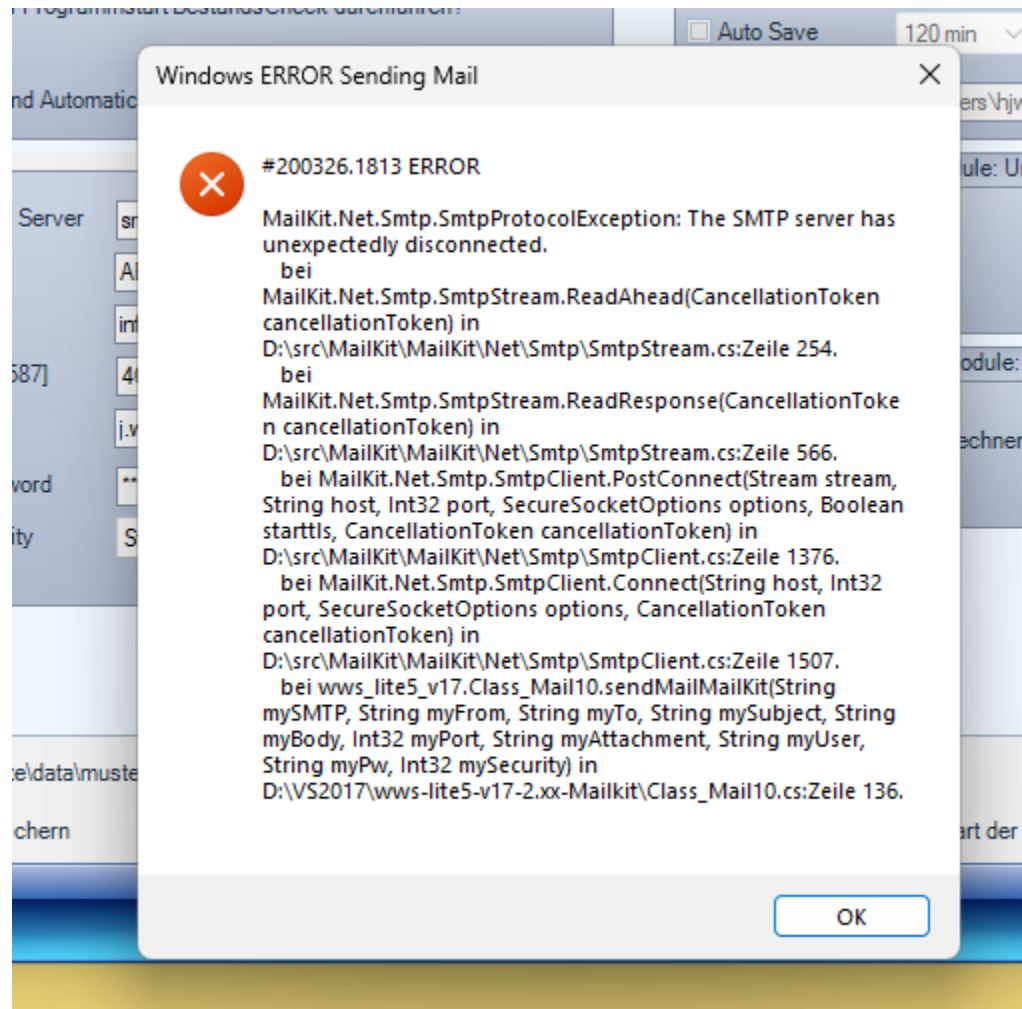 Programmstart BestandsCheck durchführen?
Auto Save
120 min
Windows ERROR Sending Mail
nd Automatic
ers\hjw
#200326.1813 ERROR
ule: Un
Server
MailKit.Net.Smtp.SmtpProtocolException: The SMTP server has
unexpectedly disconnected.
bei
MailKit.Net.Smtp.SmtpStream.ReadAhead(CancellationToken
cancellationToken) in
D:\src\MailKit\MailKit\Net\Smtp\SmtpStream.cs:Zeile 254.
587]
odule:
bei
MailKit.Net.Smtp.SmtpStream.ReadResponse(CancellationToke
n cancellationToken) in
echner
D:\src\MailKit\MailKit\Net\Smtp\SmtpStream.cs:Zeile 566.
bei MailKit.Net.Smtp.SmtpClient.PostConnect(Stream stream,
word
**
String host, Int32 port, SecureSocketOptions options, Boolean
starttls, CancellationToken cancellationToken) in
ity
D:\src\MailKit\MailKit\Net\Smtp\SmtpClient.cs:Zeile 1376.
bei MailKit.Net.Smtp.SmtpClient.Connect(String host, Int32
port, SecureSocketOptions options, CancellationToken
cancellationToken) in
D:\src\MailKit\MailKit\Net\Smtp\SmtpClient.cs:Zeile 1507.
bei wws_lite5_v17.Class_Mail10.sendMailMailKit(String
mySMTP, String myFrom, String myTo, String mySubject, String
myBody, Int32 myPort, String myAttachment, String myUser,
String myPw, Int32 mySecurity) in
D:\VS2017\wws-lite5-v17-2.xx-Mailkit\Class_Mail10.cs:Zeile 136.
te\data\muste
chern
art der
OK